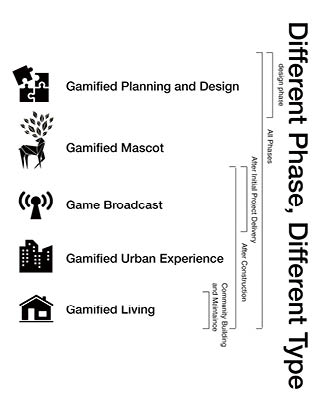 Different Phase, Different Type
design phase
All Phases
After Initial Project Delivery
After Construction
Community Building
and Maintaince
Gamified Planning and Design
Gamified Mascot
Game Broadcast
Gamified Urban Experience
Gamified Living